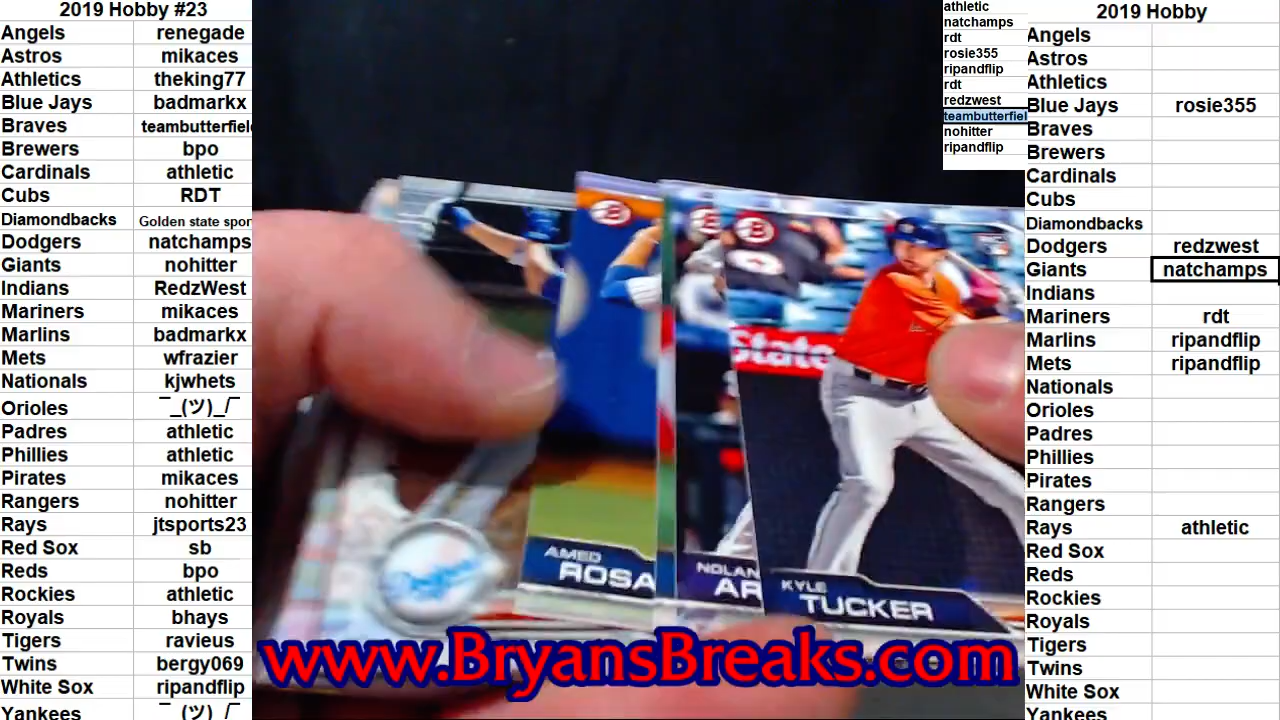 2019 Hobby #23
Angels renegade
Astros mikaces
Athletics theking77
Blue Jays badmarkx
Braves teambutterfiel
Brewers bpo
Cardinals athletic
Cubs RDT
Diamondbacks Golden state spor
Dodgers natchamps
Giants nohitter
Indians RedzWest
Mariners mikaces
Marlins badmarkx
Mets wfrazier
Nationals kjwhets
Orioles ¯_(ツ)_/¯
Padres athletic
Phillies athletic
Pirates mikaces
Rangers nohitter
Rays jtsports23
Red Sox sb
Reds bpo
Rockies athletic
Royals bhays
Tigers ravieus
Twins bergy069
White Sox ripandflip
Yankees ¯_(ツ)_/¯
B
B
B
State
Dodgers
AMED
ROSA
NOLAN
AR
KYLE
TUCKER
www.BryansBreaks.com
athletic
natchamps
rdt
rosie355
ripandflip
rdt
redzwest
teambutterfiel
nohitter
ripandflip
2019 Hobby
Angels
Astros
Athletics
Blue Jays rosie355
Braves
Brewers
Cardinals
Cubs
Diamondbacks
Dodgers redzwest
Giants natchamps
Indians
Mariners rdt
Marlins ripandflip
Mets ripandflip
Nationals
Orioles
Padres
Phillies
Pirates
Rangers
Rays athletic
Red Sox
Reds
Rockies
Royals
Tigers
Twins
White Sox
Yankees